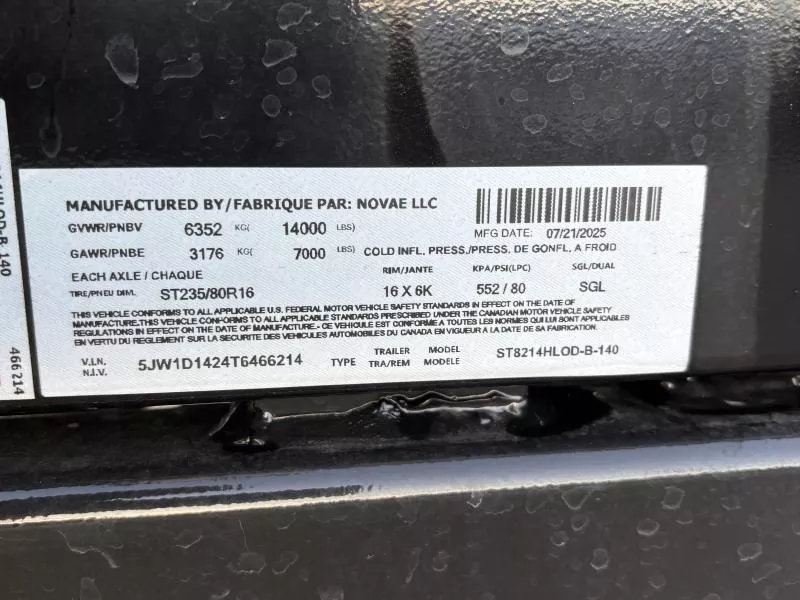 MANUFACTURED BY/FABRIQUE PAR: NOVAE LLC
GVWR/PNBV 6352 KG( 14000 LBS)
MFG DATE: 07/21/2025
GAWR/PNBE 3176 KG( 7000 LBS) COLD INFL. PRESS./PRESS. DE GONFL. A FROID
EACH AXLE / CHAQUE RIM/JANTE KPA/PSI(LPC) SGL/DUAL
TIRE/PNEU DIM. ST235/80R16 16 X 6K 552 / 80 SGL
THIS VEHICLE CONFORMS TO ALL APPLICABLE U.S. FEDERAL MOTOR VEHICLE SAFETY STANDARDS IN EFFECT ON THE DATE OF
MANUFACTURE.THIS VEHICLE CONFORMS TO ALL APPLICABLE STANDARDS PRESCRIBED UNDER THE CANADIAN MOTOR VEHICLE SAFETY
REGULATIONS IN EFFECT ON THE DATE OF MANUFACTURE.- CE VEHICULE EST CONFORME A TOUTES LES NORMES QUI LUI SONT APPLICABLES
EN VERTU DU REGLEMENT SUR LA SECURITE DES VEHICULES AUTOMOBILES DU CANADA EN VIGUEUR A LA DATE DE SA FABRICATION.
V.I.N. 5JW1D1424T6466214 TYPE TRAILER MODEL ST8214HLOD-B-140
N.I.V. TRA/REM MODELE
HLOD-B-140
466214